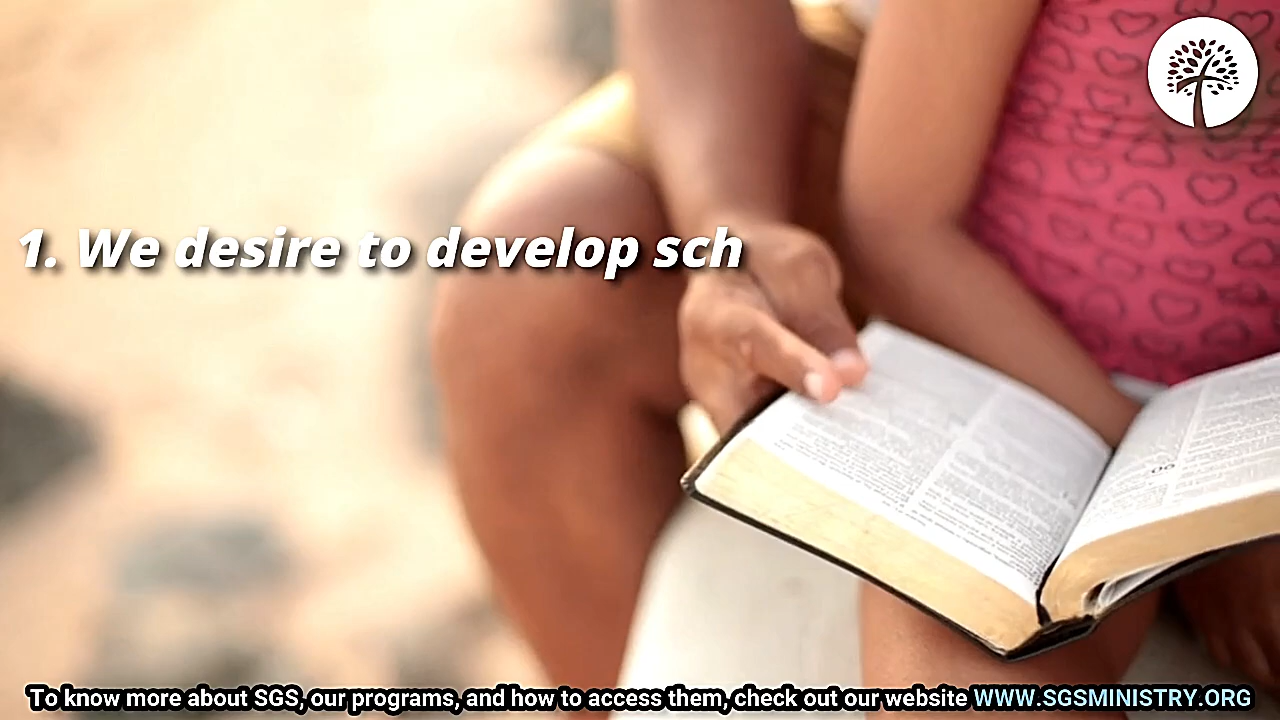 1. We desire to develop sch
To know more about SGS, our programs, and how to access them, check out our website WWW.SGSMINISTRY.ORG